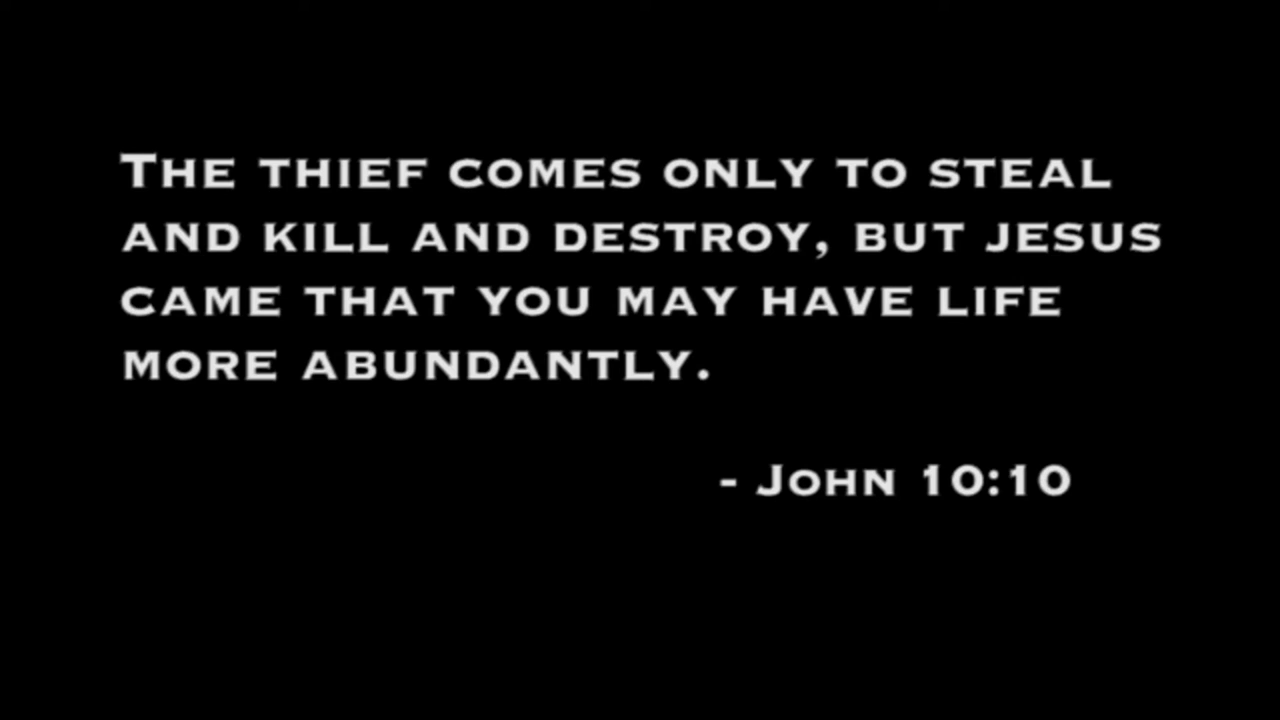 The thief comes only to steal
and kill and destroy, but Jesus
came that you may have life
more abundantly.
- John 10:10